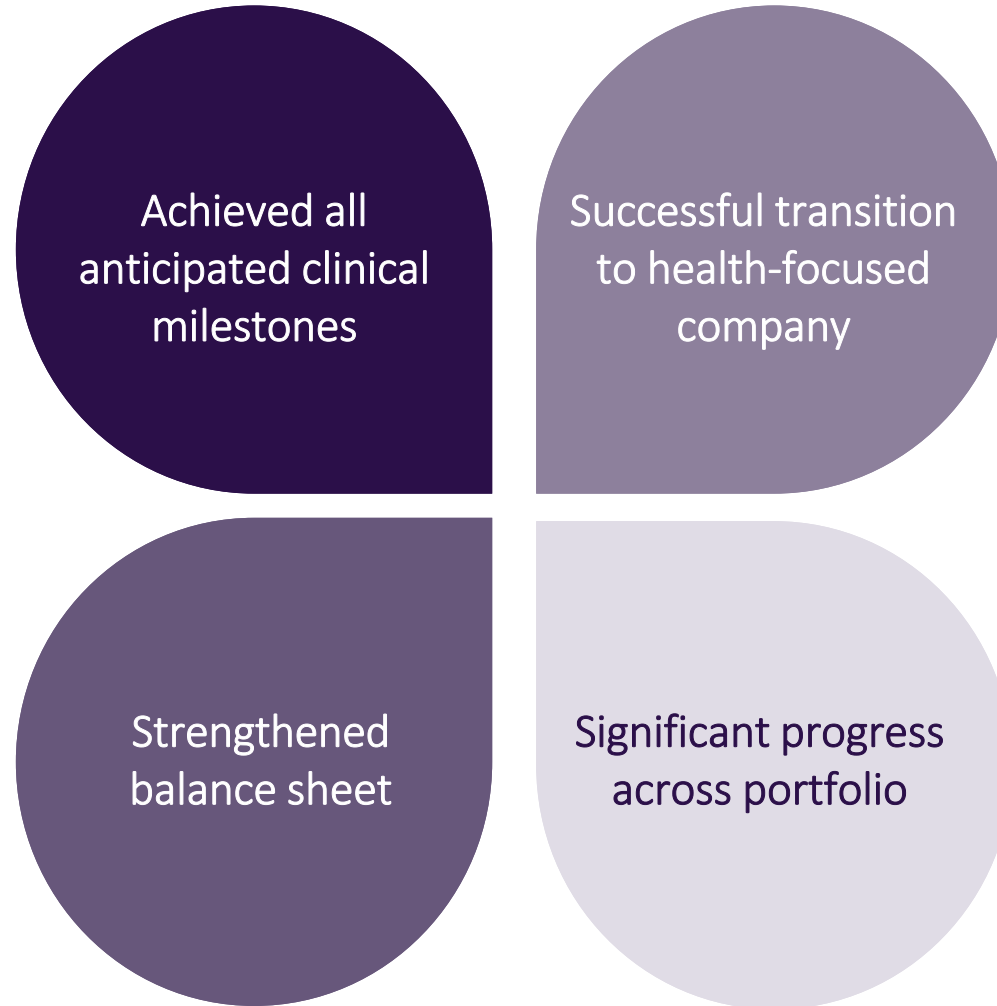 Achieved all
anticipated clinical
milestones
Successful transition
to health-focused
company
Strengthened
balance sheet
Significant progress
across portfolio